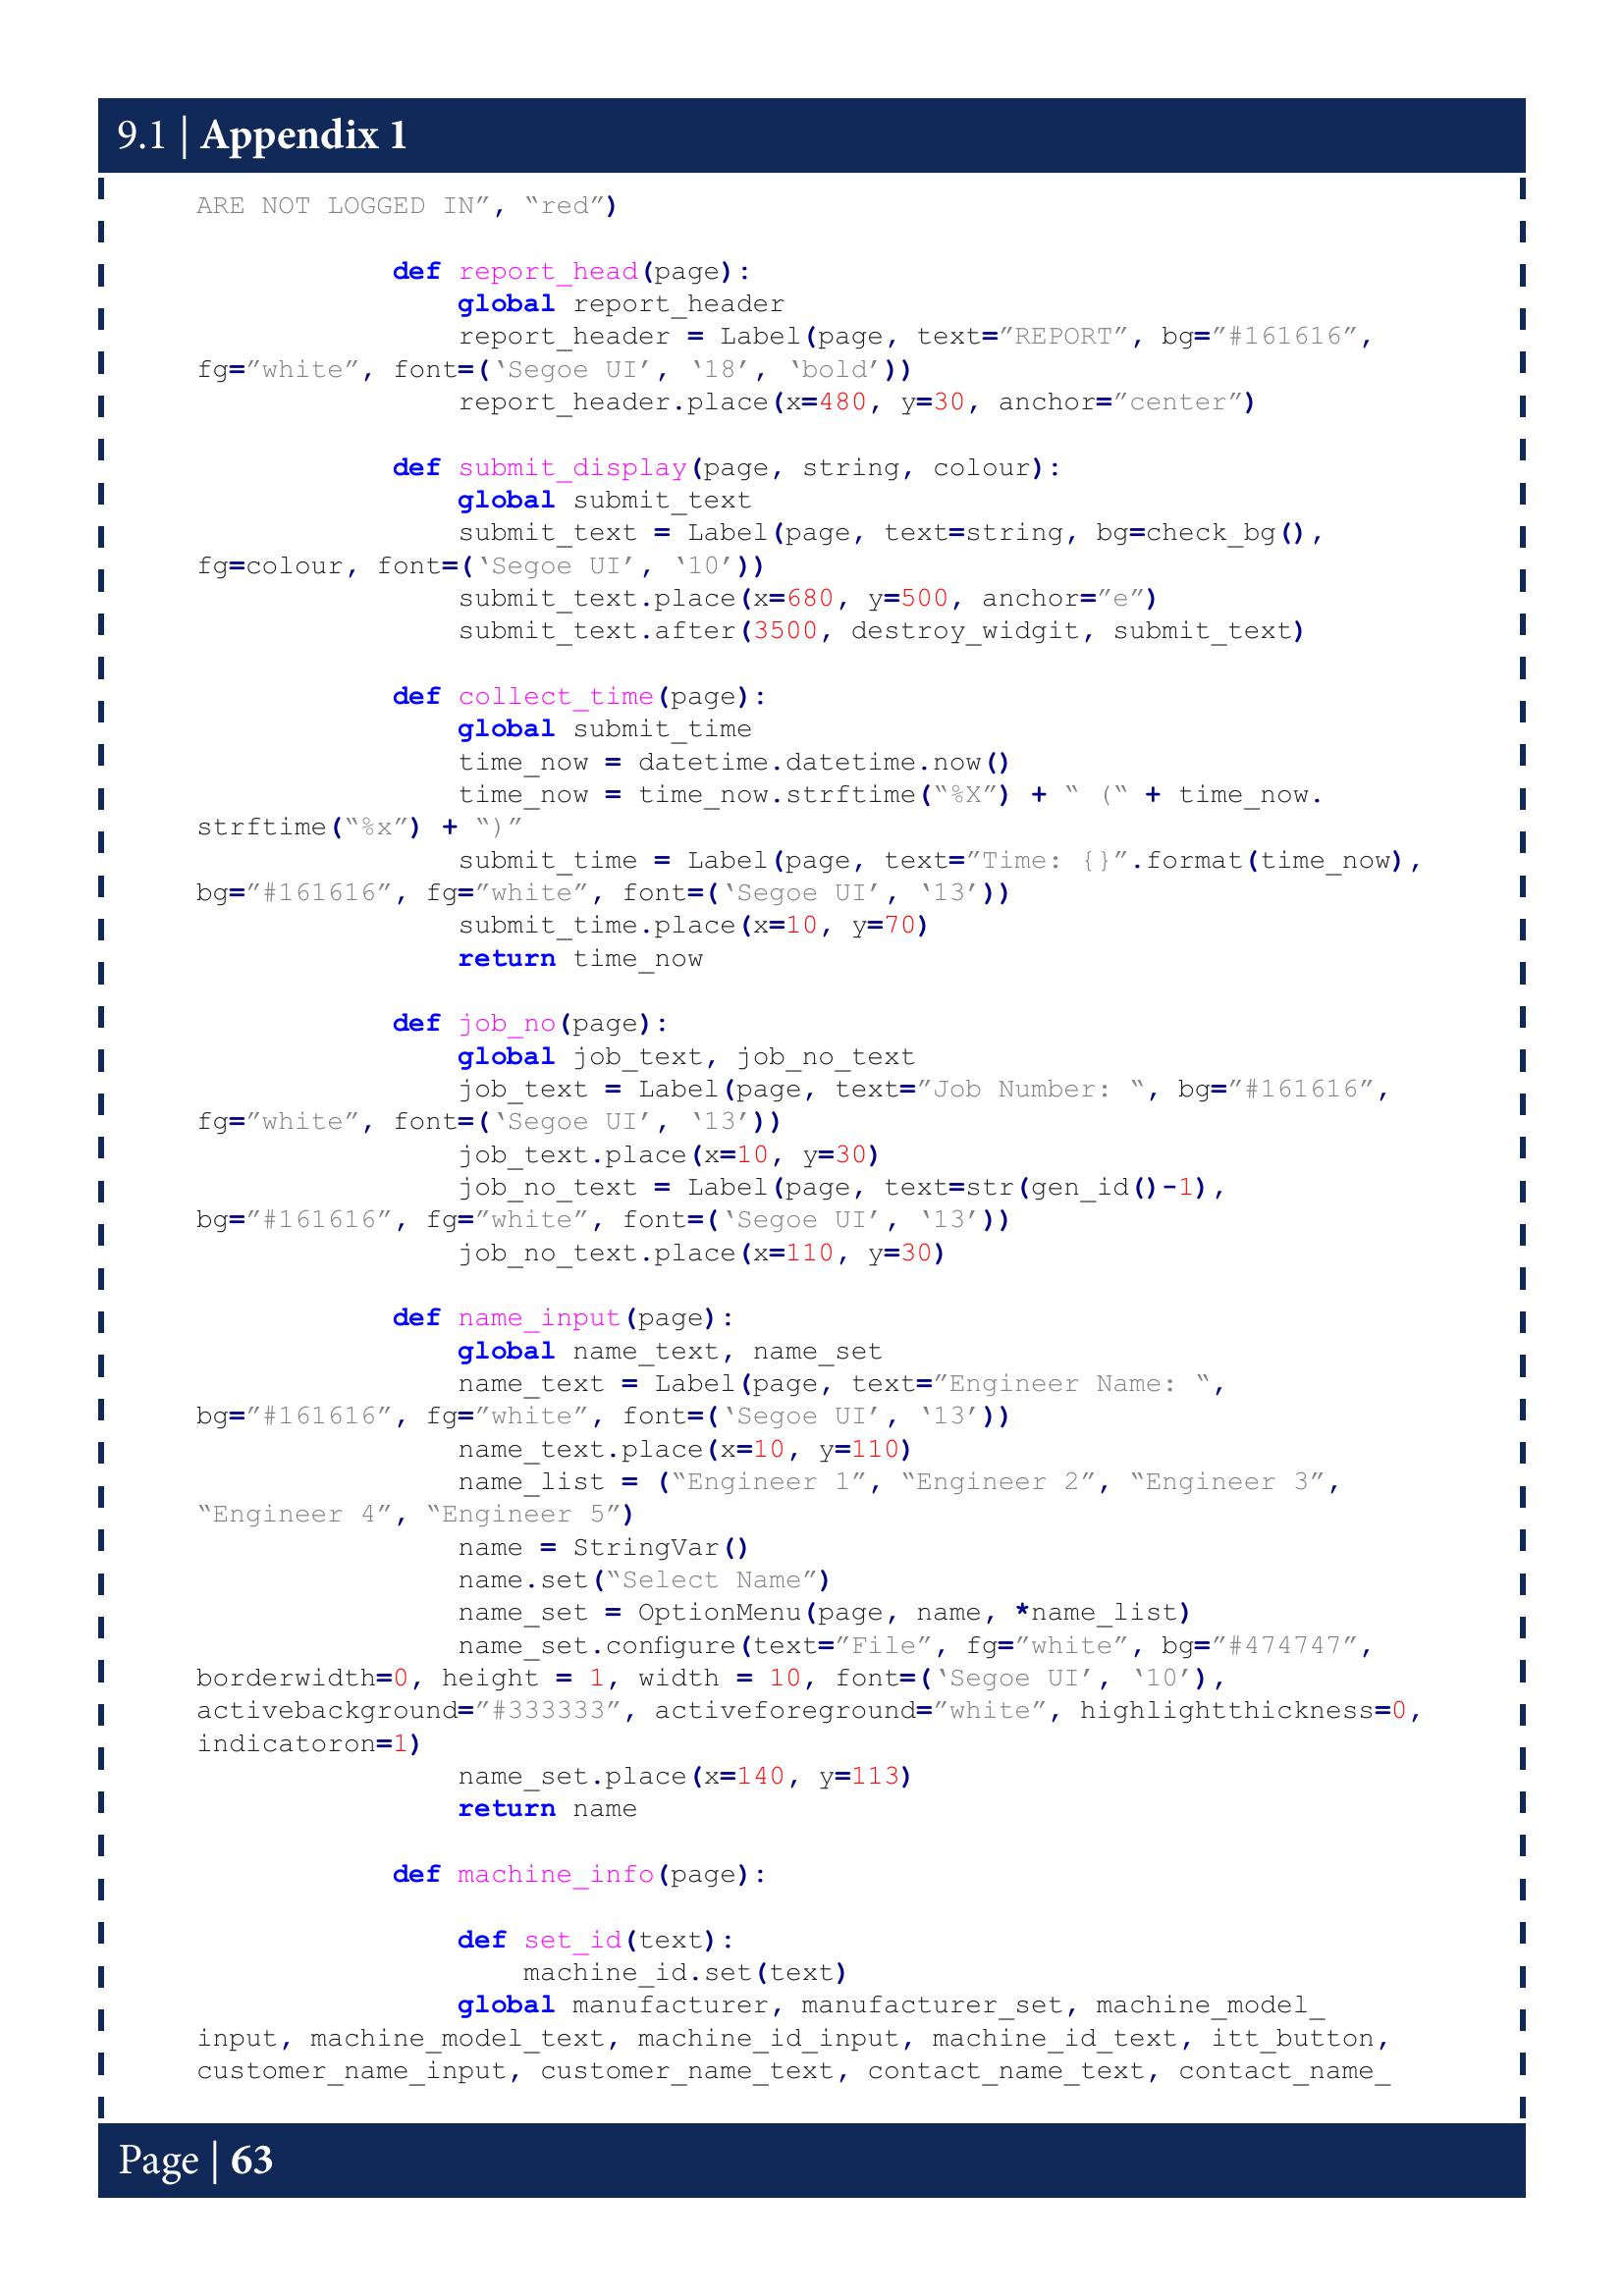 9.1 | Appendix 1
ARE NOT LOGGED IN”, “red”)
def report_head(page):
global report_header
report_header = Label(page, text=”REPORT”, bg=”#161616”,
fg=”white”, font=(‘Segoe UI’, ‘18’, ‘bold’))
report_header.place(x=480, y=30, anchor=”center”)
def submit_display(page, string, colour):
global submit_text
submit_text = Label(page, text=string, bg=check_bg(),
fg=colour, font=(‘Segoe UI’, ‘10’))
submit_text.place(x=680, y=500, anchor=”e”)
submit_text.after(3500, destroy_widgit, submit_text)
def collect_time(page):
global submit_time
time_now = datetime.datetime.now()
time_now = time_now.strftime(“%X”) + “ (“ + time_now.
strftime(“%x”) + “)”
submit_time = Label(page, text=”Time: {}”.format(time_now),
bg=”#161616”, fg=”white”, font=(‘Segoe UI’, ‘13’))
submit_time.place(x=10, y=70)
return time_now
def job_no(page):
global job_text, job_no_text
job_text = Label(page, text=”Job Number: “, bg=”#161616”,
fg=”white”, font=(‘Segoe UI’, ‘13’))
job_text.place(x=10, y=30)
job_no_text = Label(page, text=str(gen_id()-1),
bg=”#161616”, fg=”white”, font=(‘Segoe UI’, ‘13’))
job_no_text.place(x=110, y=30)
def name_input(page):
global name_text, name_set
name_text = Label(page, text=”Engineer Name: “,
bg=”#161616”, fg=”white”, font=(‘Segoe UI’, ‘13’))
name_text.place(x=10, y=110)
name_list = (“Engineer 1”, “Engineer 2”, “Engineer 3”,
“Engineer 4”, “Engineer 5”)
name = StringVar()
name.set(“Select Name”)
name_set = OptionMenu(page, name, *name_list)
name_set.configure(text=”File”, fg=”white”, bg=”#474747”,
borderwidth=0, height = 1, width = 10, font=(‘Segoe UI’, ‘10’),
activebackground=”#333333”, activeforeground=”white”, highlightthickness=0,
indicatoron=1)
name_set.place(x=140, y=113)
return name
def machine_info(page):
def set_id(text):
machine_id.set(text)
global manufacturer, manufacturer_set, machine_model_
input, machine_model_text, machine_id_input, machine_id_text, itt_button,
customer_name_input, customer_name_text, contact_name_text, contact_name_
Page | 63